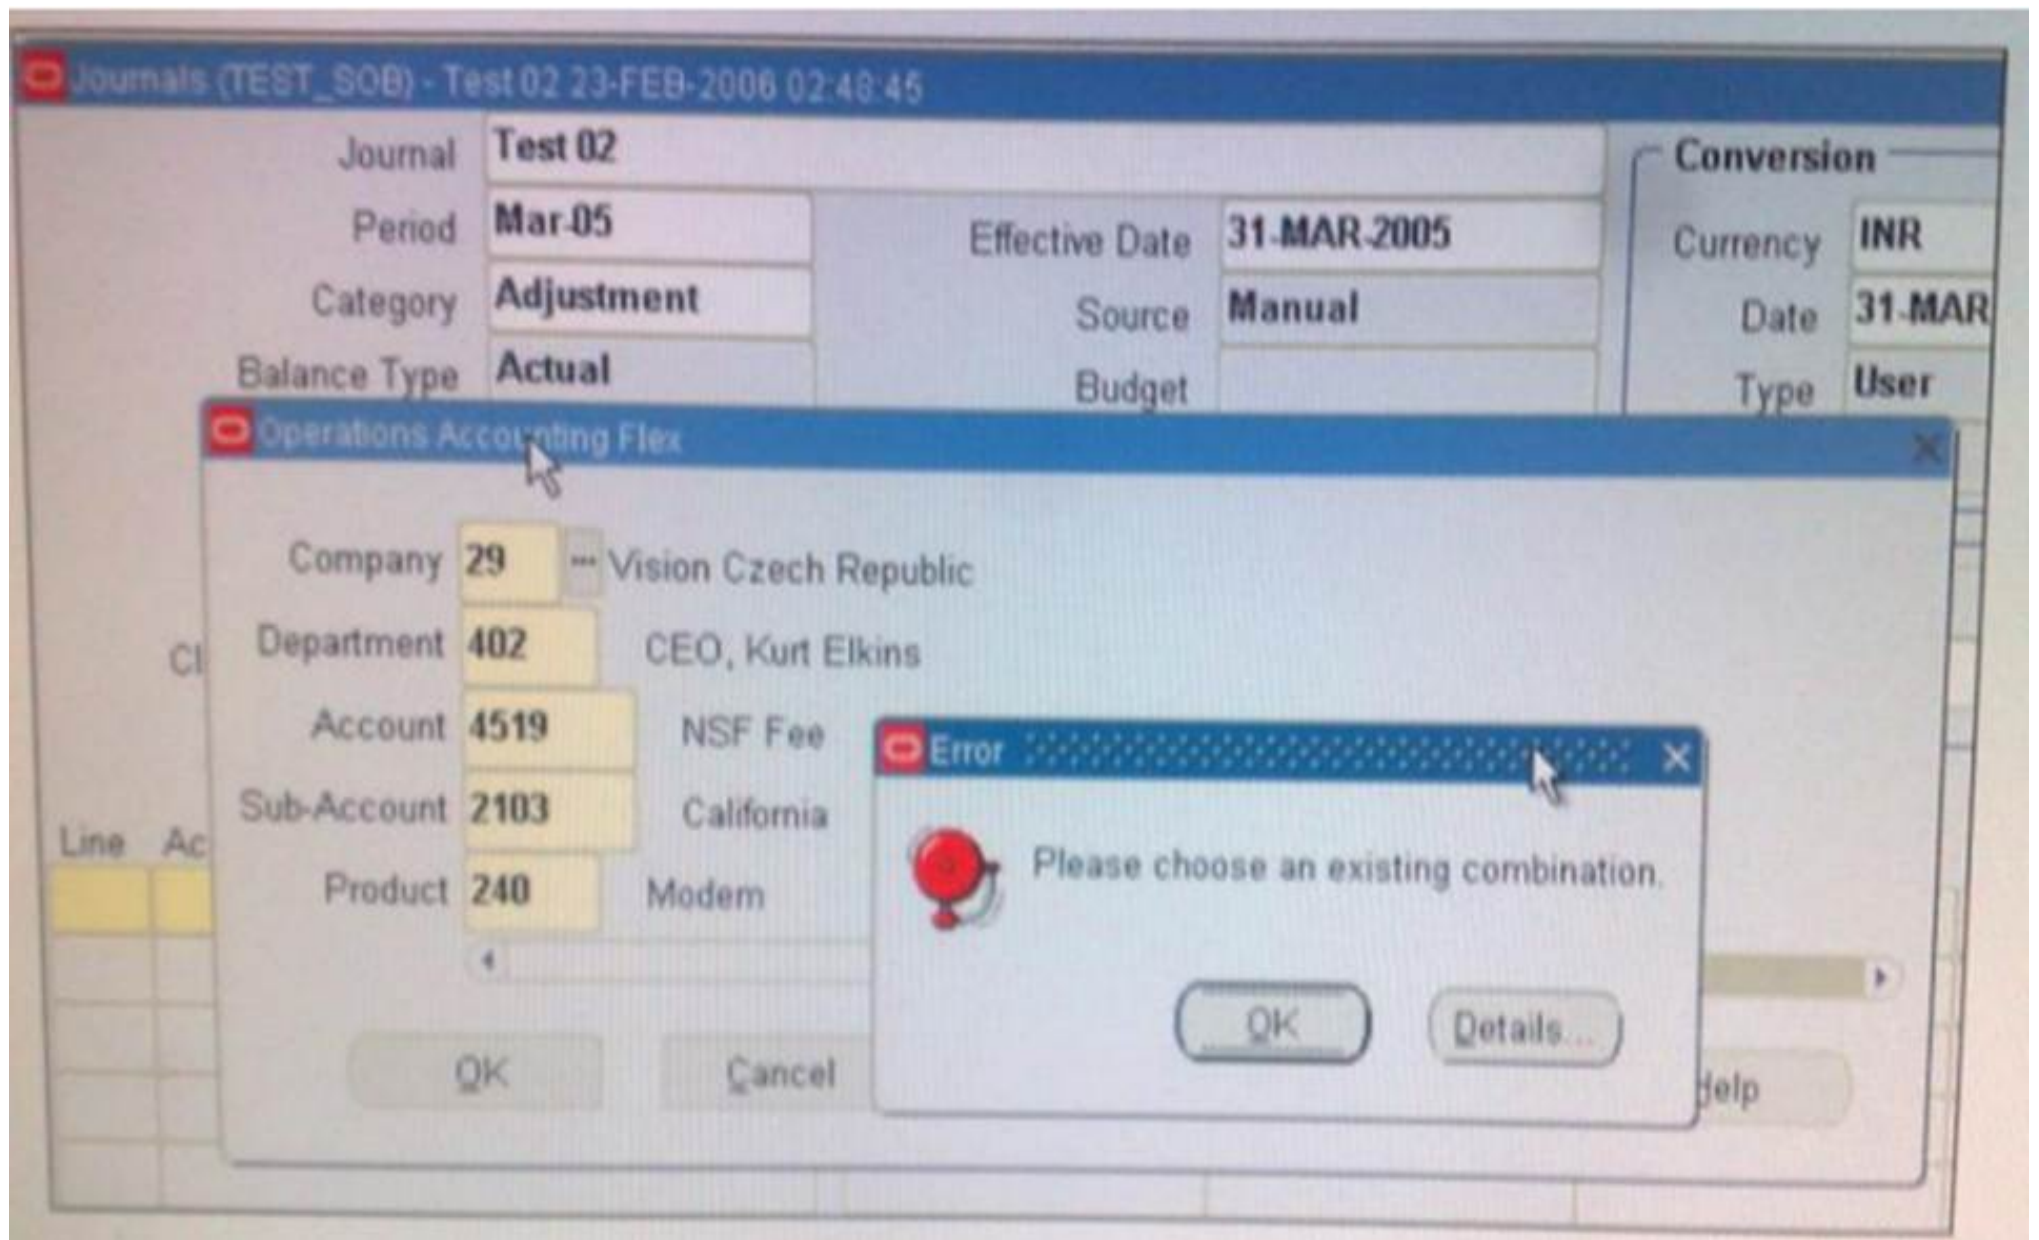 Journals (TEST_SOB) - Test 02 23-FEB-2006 02:48:45
Journal Test 02
Conversion
Period Mar-05 Effective Date 31-MAR-2005 Currency INR
Category Adjustment Source Manual Date 31-MAR
Balance Type Actual Budget Type User
Operations Accounting Flex
Company 29 ... Vision Czech Republic
Cl
Department 402 CEO, Kurt Elkins
Account 4519 NSF Fee
Error
Sub-Account 2103 California
Line Ac
Please choose an existing combination.
Product 240 Modem
OK Details...
OK Cancel Help